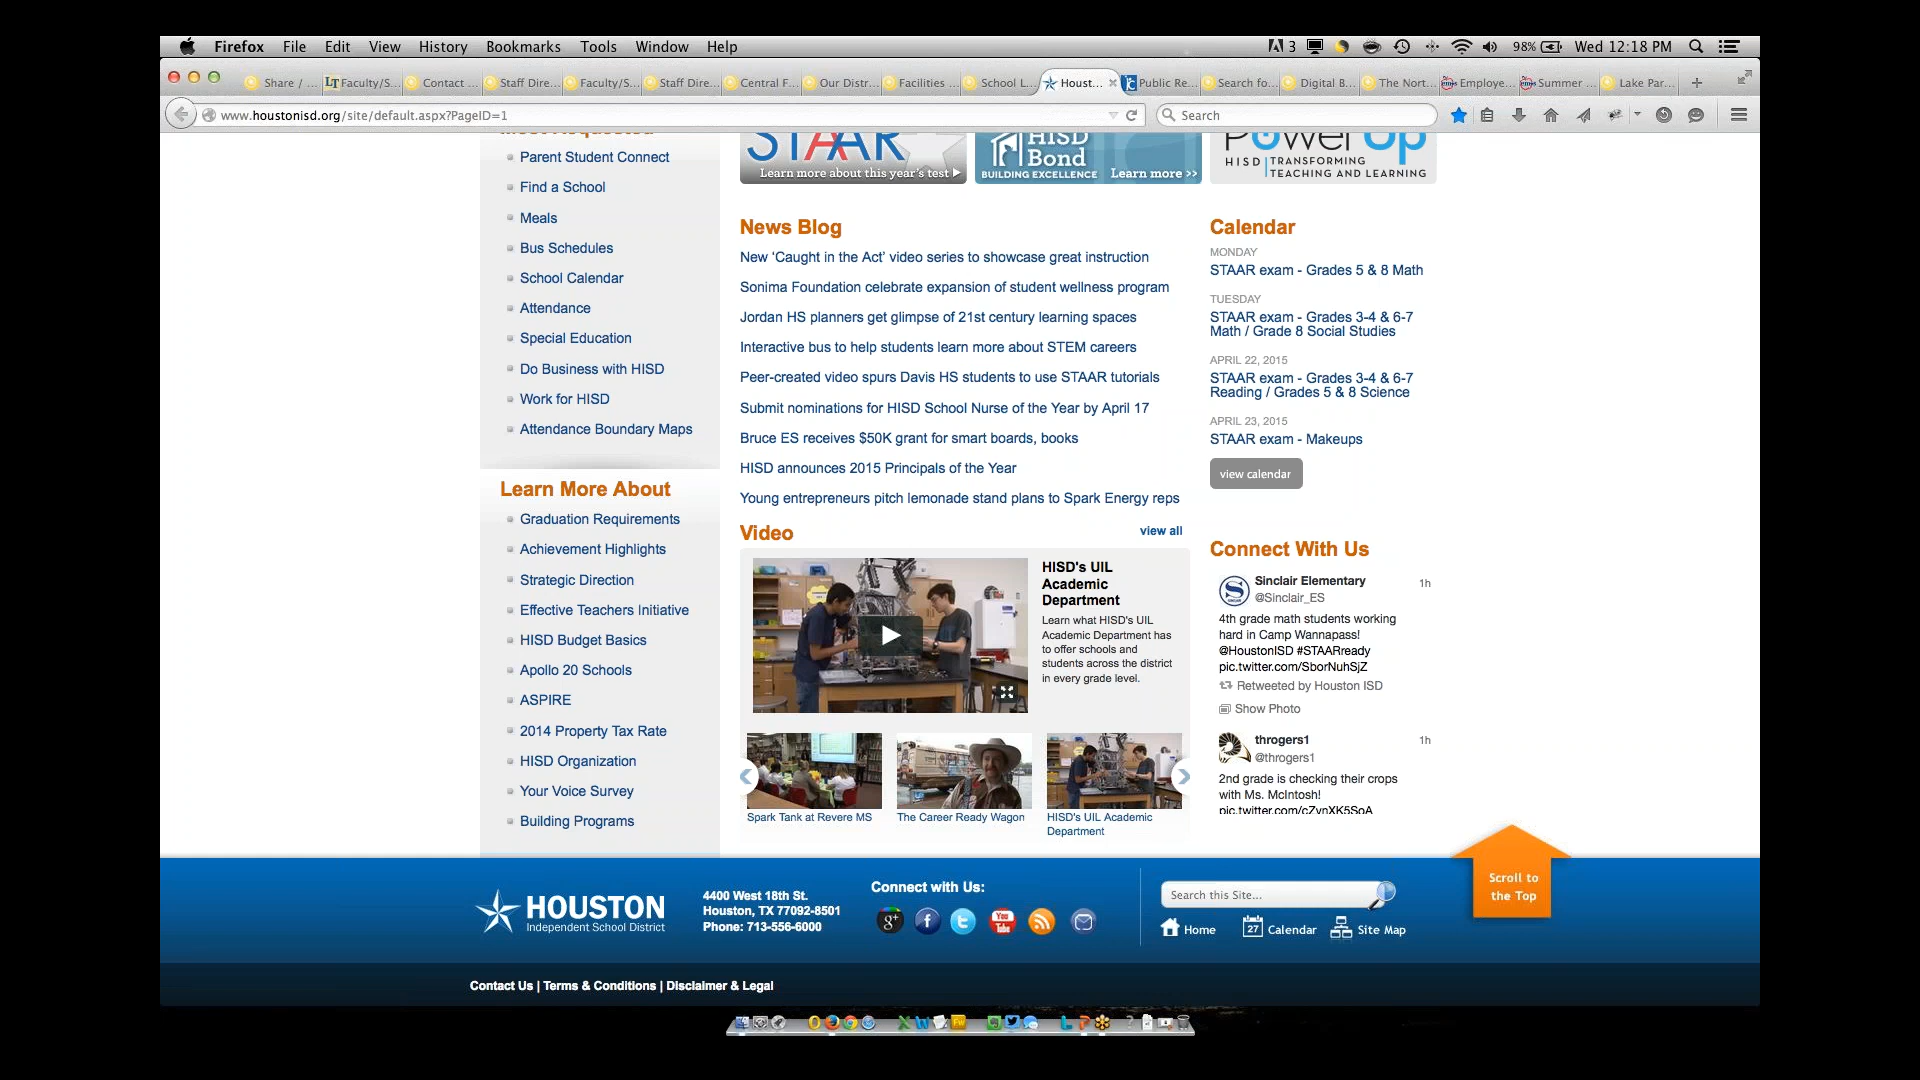 Firefox File Edit View History Bookmarks Tools Window Help
3 98% Wed 12:18 PM
Share / ... Faculty/S... Contact ... Staff Dire... Faculty/S... Staff Dire... Central F... Our Distr... Facilities ... School L... Houst... Public Re... Search fo... Digital B... The Nort... Employe... Summer ... Lake Par...
www.houstonisd.org/site/default.aspx?PageID=1
Search
Most Requested
Parent Student Connect
Find a School
Meals
Bus Schedules
School Calendar
Attendance
Special Education
Do Business with HISD
Work for HISD
Attendance Boundary Maps
Learn More About
Graduation Requirements
Achievement Highlights
Strategic Direction
Effective Teachers Initiative
HISD Budget Basics
Apollo 20 Schools
ASPIRE
2014 Property Tax Rate
HISD Organization
Your Voice Survey
Building Programs
STAAR
Learn more about this year's test
HISD
Bond
BUILDING EXCELLENCE Learn more >>
PowerUp
HISD TRANSFORMING
TEACHING AND LEARNING
News Blog
New ‘Caught in the Act’ video series to showcase great instruction
Sonima Foundation celebrate expansion of student wellness program
Jordan HS planners get glimpse of 21st century learning spaces
Interactive bus to help students learn more about STEM careers
Peer-created video spurs Davis HS students to use STAAR tutorials
Submit nominations for HISD School Nurse of the Year by April 17
Bruce ES receives $50K grant for smart boards, books
HISD announces 2015 Principals of the Year
Young entrepreneurs pitch lemonade stand plans to Spark Energy reps
Video view all
HISD's UIL
Academic
Department
Learn what HISD's UIL
Academic Department has
to offer schools and
students across the district
in every grade level.
Spark Tank at Revere MS
The Career Ready Wagon
HISD's UIL Academic
Department
Calendar
MONDAY
STAAR exam - Grades 5 & 8 Math
TUESDAY
STAAR exam - Grades 3-4 & 6-7
Math / Grade 8 Social Studies
APRIL 22, 2015
STAAR exam - Grades 3-4 & 6-7
Reading / Grades 5 & 8 Science
APRIL 23, 2015
STAAR exam - Makeups
view calendar
Connect With Us
Sinclair Elementary 1h
@Sinclair_ES
4th grade math students working
hard in Camp Wannapass!
@HoustonISD #STAARready
pic.twitter.com/SborNuhSjZ
Retweeted by Houston ISD
Show Photo
throgers1 1h
@throgers1
2nd grade is checking their crops
with Ms. McIntosh!
pic.twitter.com/cZvnXK5SoA
Scroll to
the Top
HOUSTON
Independent School District
4400 West 18th St.
Houston, TX 77092-8501
Phone: 713-556-6000
Connect with Us:
g+ f t You Tube
Search this Site...
Home 27 Calendar Site Map
Contact Us | Terms & Conditions | Disclaimer & Legal